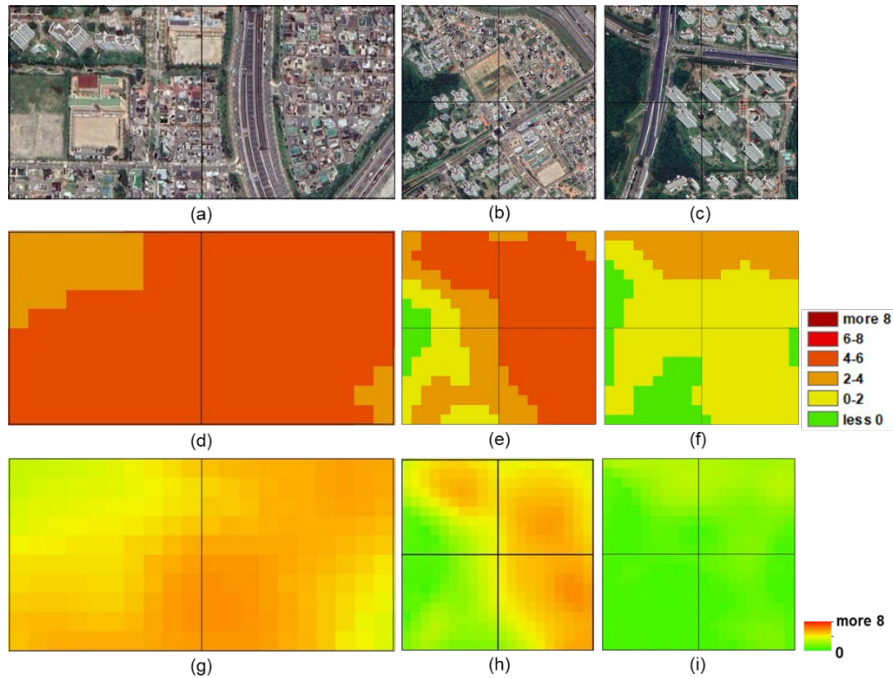 (a) (b) (c)
more 8
6-8
4-6
2-4
0-2
less 0
(d) (e) (f)
more 8
0
(g) (h) (i)